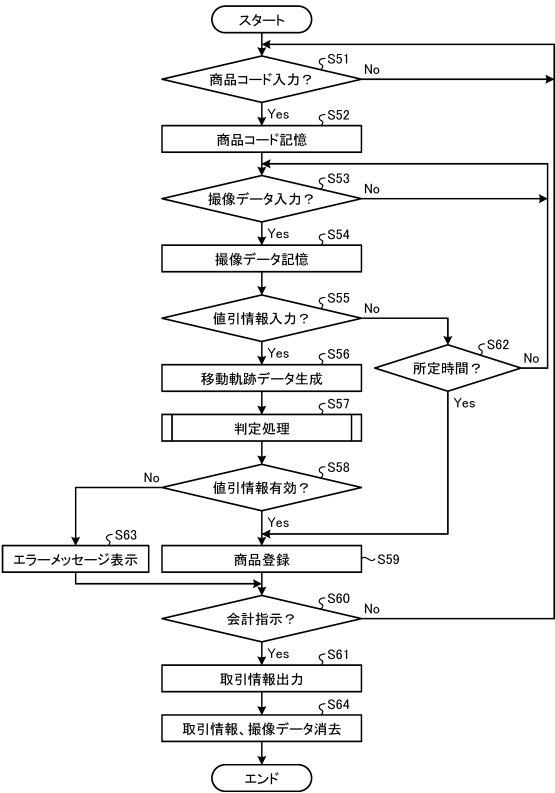 スタート
S51
商品コード入力？
No
Yes
S52
商品コード記憶
S53
撮像データ入力？
No
Yes
S54
撮像データ記憶
S55
値引情報入力？
No
Yes
S62
所定時間？
No
Yes
S56
移動軌跡データ生成
S57
判定処理
S58
値引情報有効？
No
Yes
S63
エラーメッセージ表示
商品登録
S59
S60
会計指示？
No
Yes
S61
取引情報出力
S64
取引情報、撮像データ消去
エンド